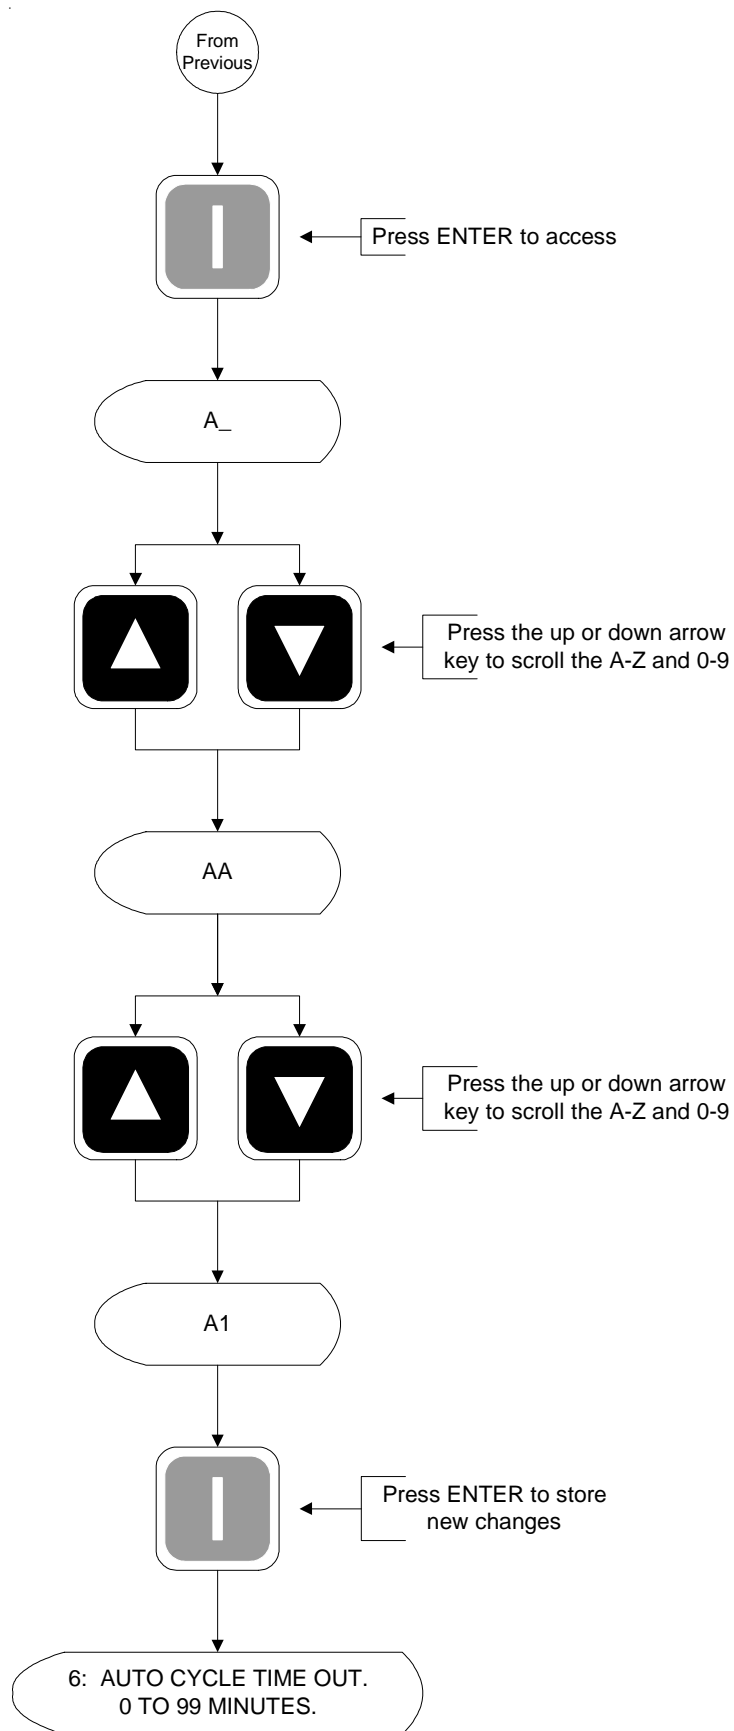 From
Previous
Press ENTER to access
A_
Press the up or down arrow
key to scroll the A-Z and 0-9
AA
Press the up or down arrow
key to scroll the A-Z and 0-9
A1
Press ENTER to store
new changes
6: AUTO CYCLE TIME OUT.
0 TO 99 MINUTES.